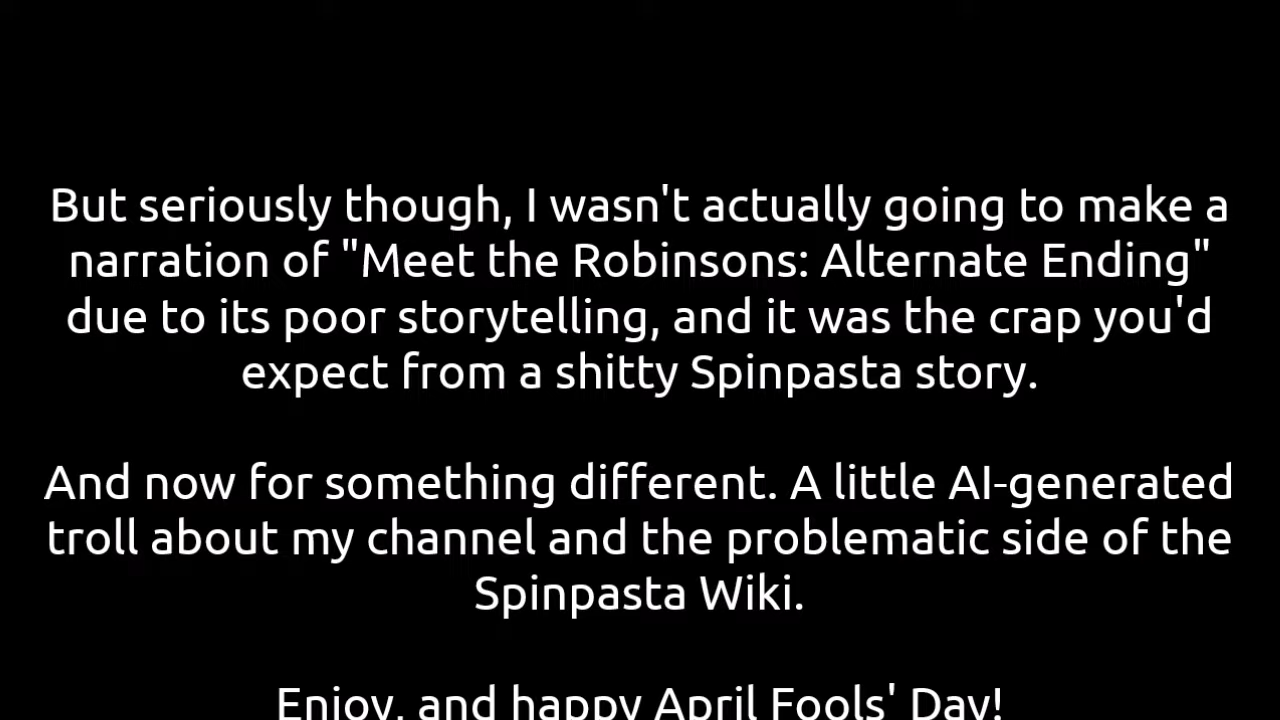 But seriously though, I wasn't actually going to make a
narration of "Meet the Robinsons: Alternate Ending"
due to its poor storytelling, and it was the crap you'd
expect from a shitty Spinpasta story.
And now for something different. A little AI-generated
troll about my channel and the problematic side of the
Spinpasta Wiki.
Enjoy, and happy April Fools' Day!